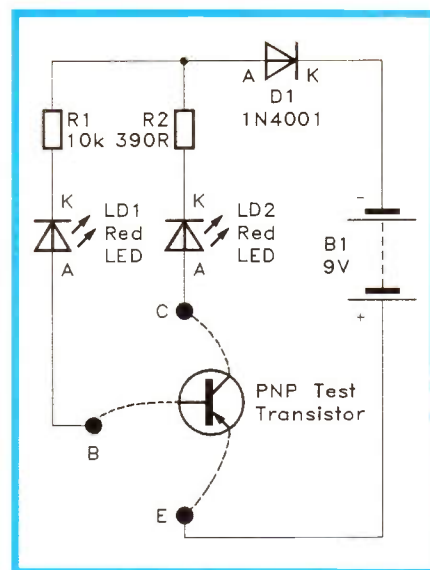 A K
D1
1N4001
R1 R2
10k 390R
K K
LD1
Red
LED
LD2
Red
LED
A A
-
B1
9V
+
C
PNP Test
Transistor
B
E